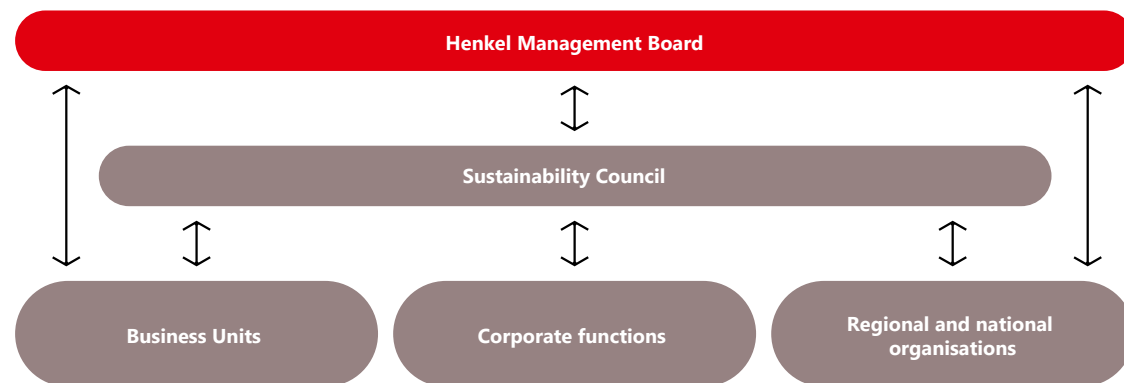 Henkel Management Board
Sustainability Council
Business Units
Corporate functions
Regional and national
organisations